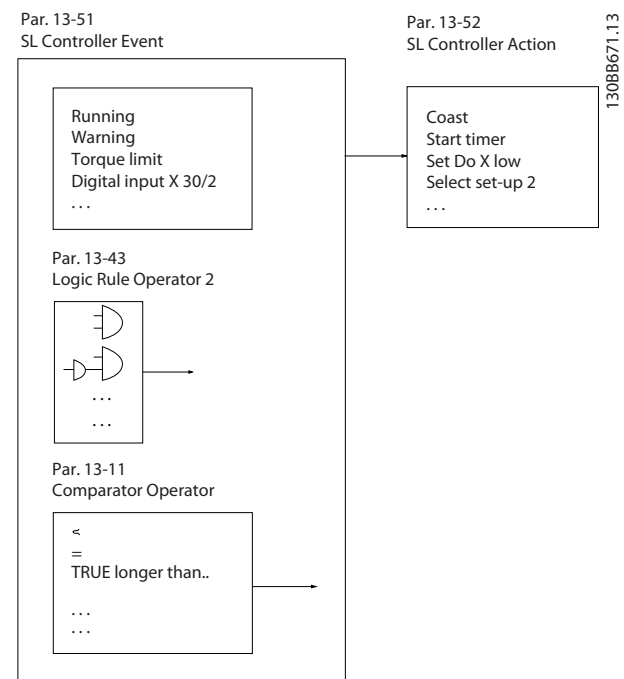 Par. 13-51
SL Controller Event
Par. 13-52
SL Controller Action
130BB671.13
Running
Warning
Torque limit
Digital input X 30/2
. . .
Coast
Start timer
Set Do X low
Select set-up 2
. . .
Par. 13-43
Logic Rule Operator 2
. . .
. . .
Par. 13-11
Comparator Operator
<
=
TRUE longer than..
. . .
. . .